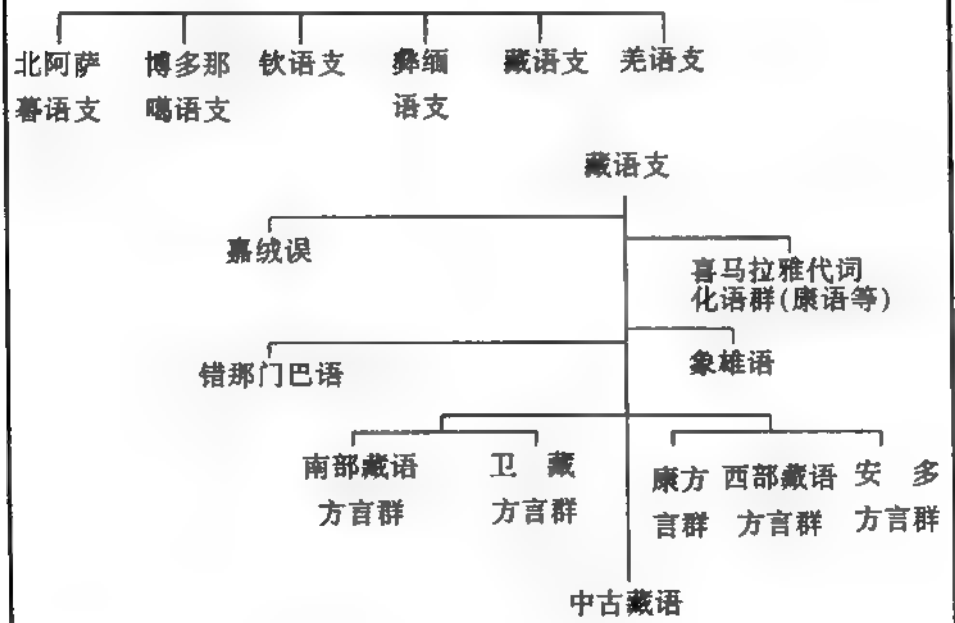 北阿萨 博多那 钦语支 彝缅 藏语支 羌语支
暮语支 噶语支 语支
藏语支
嘉绒误
喜马拉雅代词
化语群(康语等)
错那门巴语
象雄语
南部藏语 卫 藏 康方 西部藏语 安 多
方言群 方言群 言群 方言群 方言群
中古藏语